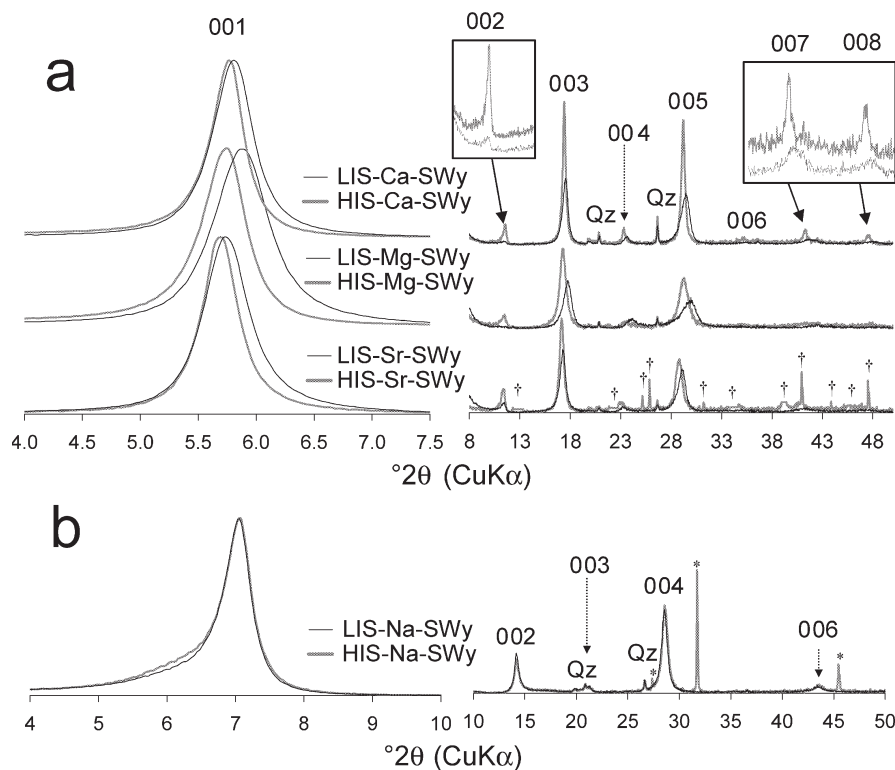 a
001
002
003
004
005
006
007
008
Qz
Qz
LIS-Ca-SWy
HIS-Ca-SWy
LIS-Mg-SWy
HIS-Mg-SWy
LIS-Sr-SWy
HIS-Sr-SWy
† † † † † † † † † † †
4.0 4.5 5.0 5.5 6.0 6.5 7.0 7.5
8 13 18 23 28 33 38 43 48
°2θ (CuKα)
°2θ (CuKα)
b
002
003
004
006
Qz
Qz
* * *
LIS-Na-SWy
HIS-Na-SWy
4 5 6 7 8 9 10
10 15 20 25 30 35 40 45 50
°2θ (CuKα)
°2θ (CuKα)